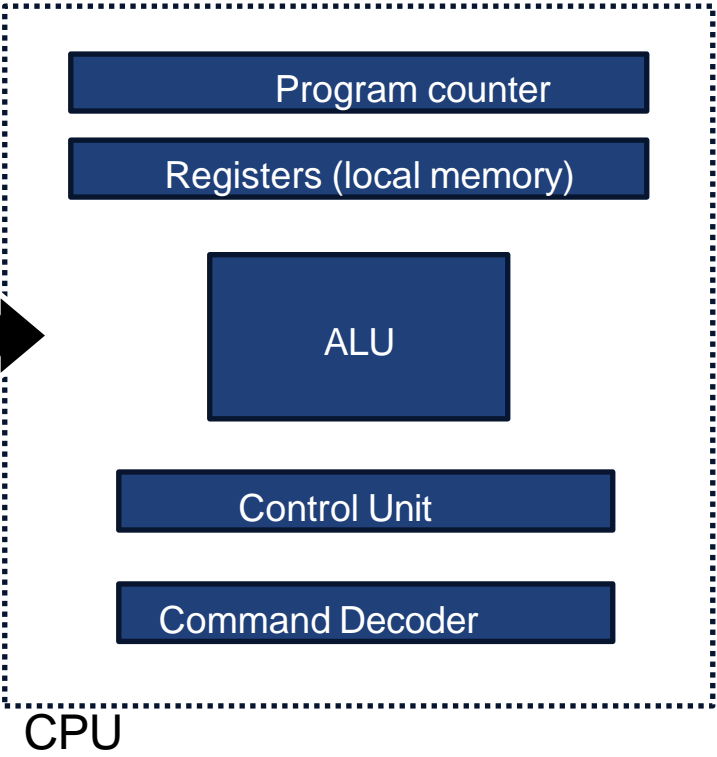 Program counter
Registers (local memory)
ALU
Control Unit
Command Decoder
CPU